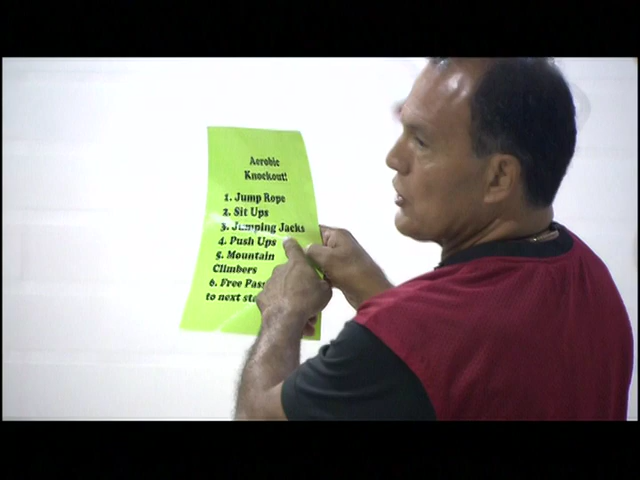 Aerobic
Knockout!
1. Jump Rope
2. Sit Ups
3. Jumping Jacks
4. Push Ups
5. Mountain
Climbers
6. Free Pass
to next